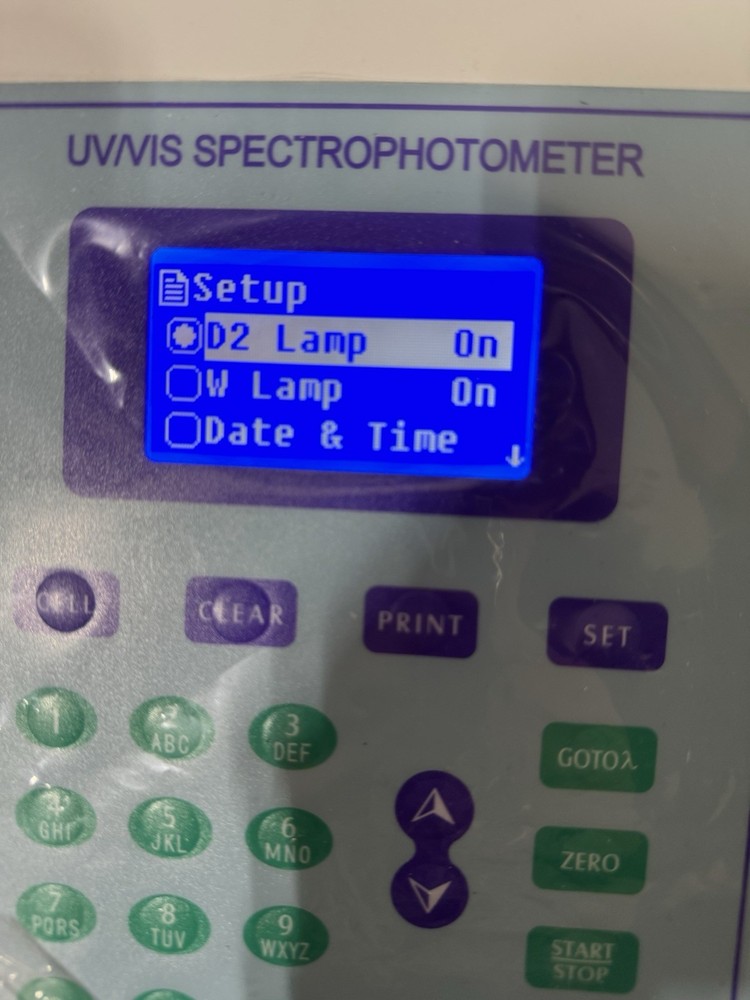 UV/VIS SPECTROPHOTOMETER
Setup
D2 Lamp On
W Lamp On
Date & Time
CELL CLEAR PRINT SET
1 2 ABC 3 DEF
GOTOλ
4 GHI 5 JKL 6 MNO
ZERO
7 PQRS 8 TUV 9 WXYZ
START
STOP